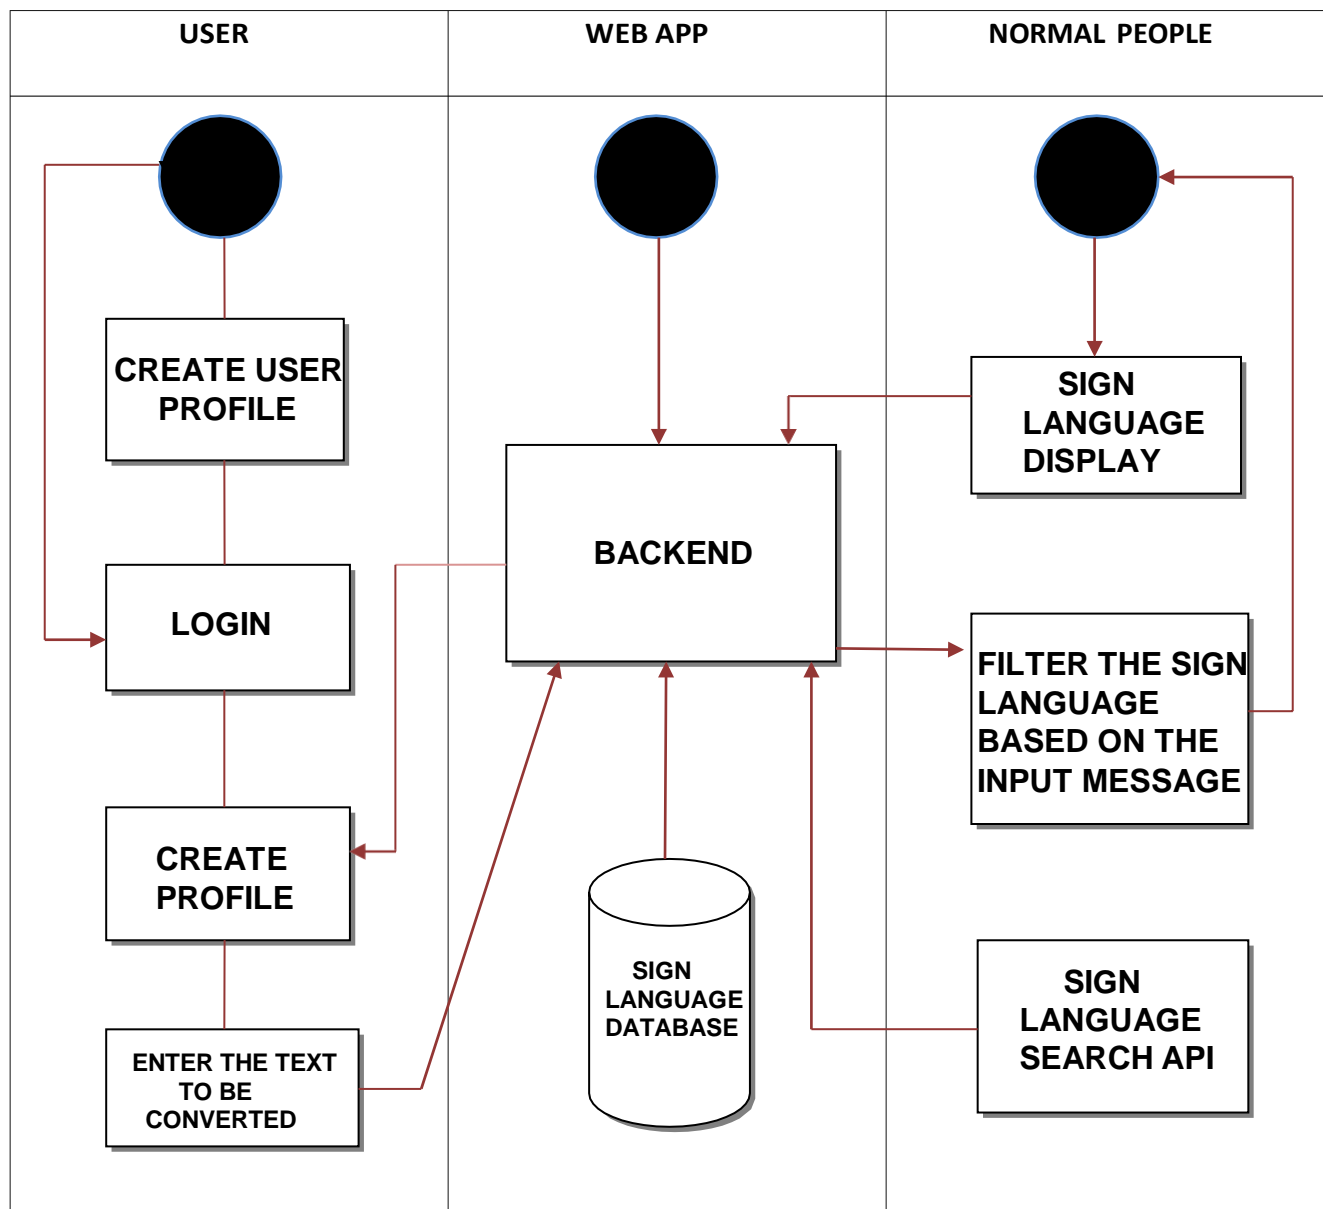 USER
WEB APP
NORMAL PEOPLE
CREATE USER
PROFILE
LOGIN
CREATE
PROFILE
ENTER THE TEXT
TO BE
CONVERTED
BACKEND
SIGN
LANGUAGE
DATABASE
SIGN
LANGUAGE
DISPLAY
FILTER THE SIGN
LANGUAGE
BASED ON THE
INPUT MESSAGE
SIGN
LANGUAGE
SEARCH API